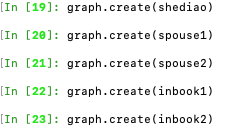 In [19]: graph.create(shediao)
In [20]: graph.create(spouse1)
In [21]: graph.create(spouse2)
In [22]: graph.create(inbook1)
In [23]: graph.create(inbook2)